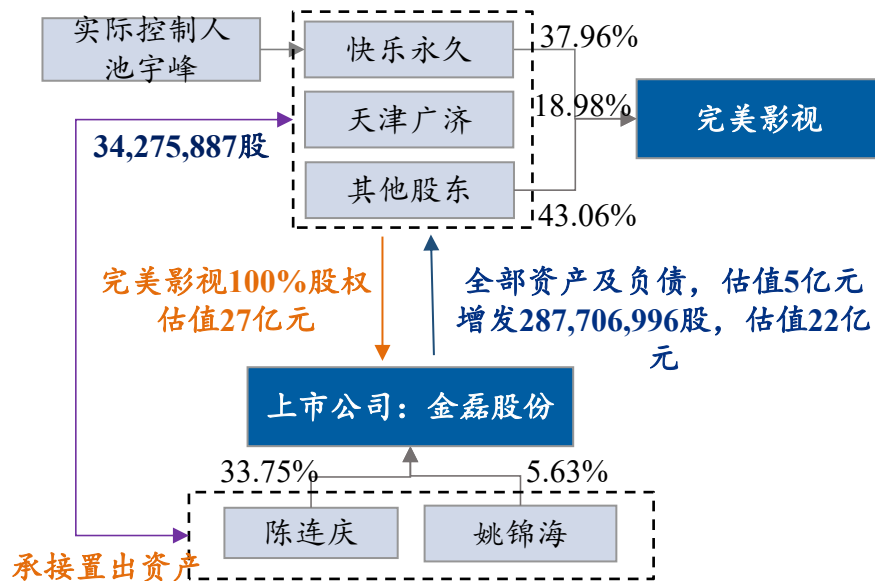 实际控制人
池宇峰
快乐永久
37.96%
天津广济
18.98%
完美影视
34,275,887股
其他股东
43.06%
完美影视100%股权
估值27亿元
全部资产及负债，估值5亿元
增发287,706,996股，估值22亿
元
上市公司：金磊股份
33.75%
5.63%
陈连庆
姚锦海
承接置出资产